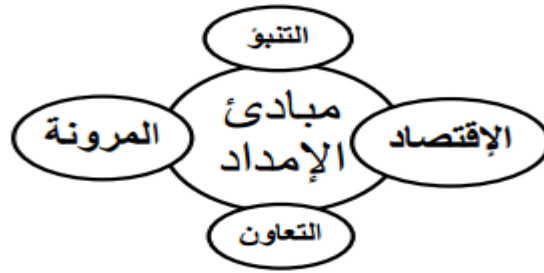 التنبؤ
مبادئ
الإمداد
الإقتصاد
المرونة
التعاون